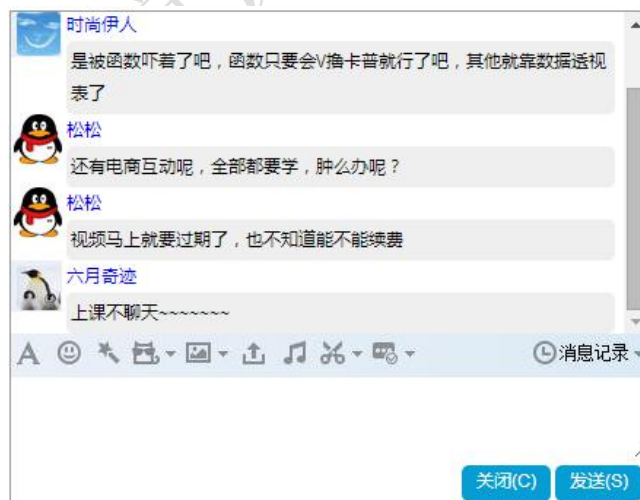 时尚伊人
是被函数吓着了吧，函数只要会V撸卡普就行了吧，其他就靠数据透视
表了
松松
还有电商互动呢，全部都要学，肿么办呢？
松松
视频马上就要过期了，也不知道能不能续费
六月奇迹
上课不聊天~~~~~~~
消息记录
关闭(C) 发送(S)